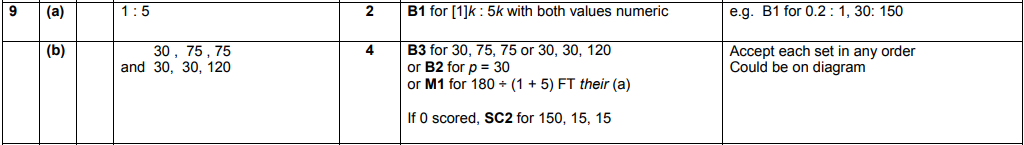 9 (a) 1 : 5 2 B1 for [1]k : 5k with both values numeric e.g. B1 for 0.2 : 1, 30: 150
(b) 30 , 75 , 75 4 B3 for 30, 75, 75 or 30, 30, 120 Accept each set in any order
and 30, 30, 120 or B2 for p = 30 Could be on diagram
or M1 for 180 ÷ (1 + 5) FT their (a)
If 0 scored, SC2 for 150, 15, 15